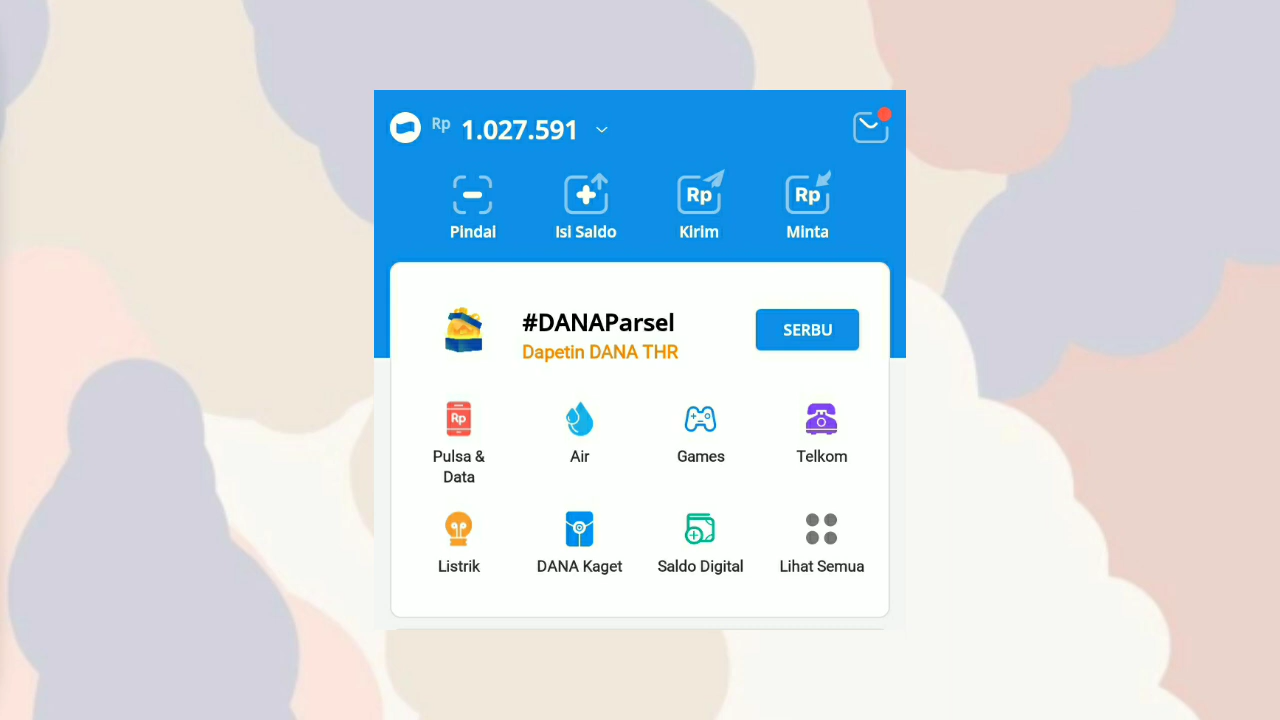 Rp 1.027.591
Pindai
Isi Saldo
Rp
Kirim
Rp
Minta
#DANAParsel
Dapetin DANA THR
SERBU
Rp
Pulsa &
Data
Air
Games
Telkom
Listrik
DANA Kaget
Saldo Digital
Lihat Semua